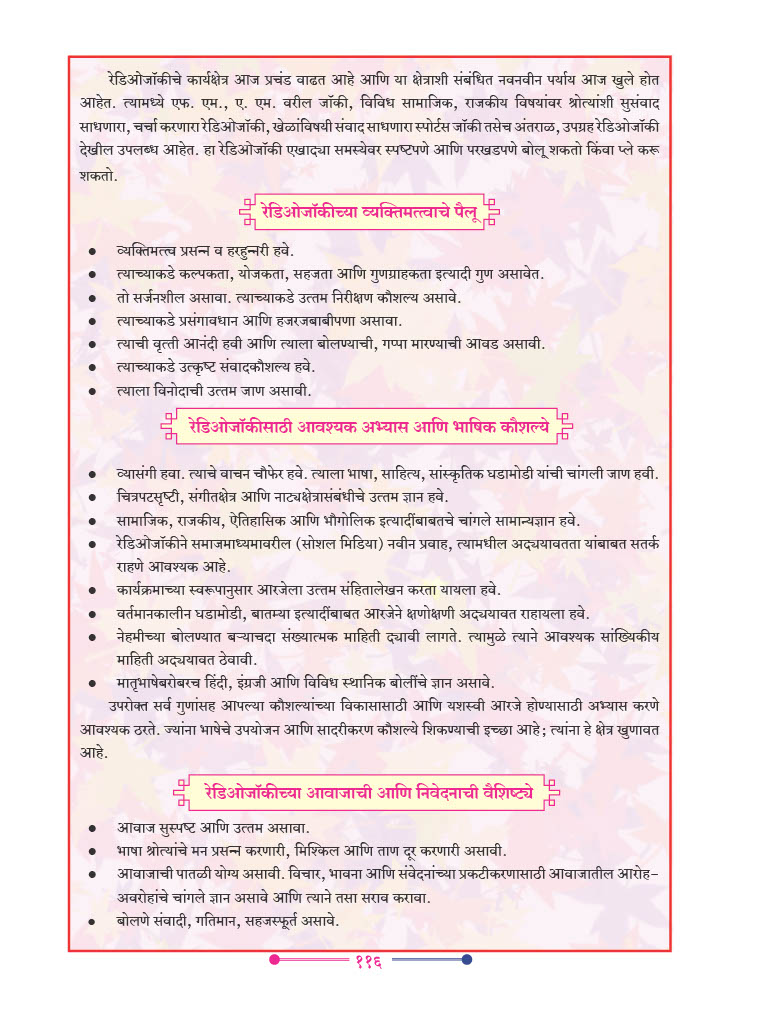 रेडिओजॉकीचे कार्यक्षेत्र आज प्रचंड वाढत आहे आणि या क्षेत्राशी संबंधित नवनवीन पर्याय आज खुले होत
आहेत. त्यामध्ये एफ. एम., ए. एम. वरील जॉकी, विविध सामाजिक, राजकीय विषयांवर श्रोत्यांशी सुसंवाद
साधणारा, चर्चा करणारा रेडिओजॉकी, खेळांविषयी संवाद साधणारा स्पोर्टस जॉकी तसेच अंतराळ, उपग्रह रेडिओजॉकी
देखील उपलब्ध आहेत. हा रेडिओजॉकी एखाद्या समस्येवर स्पष्टपणे आणि परखडपणे बोलू शकतो किंवा प्ले करू
शकतो.
रेडिओजॉकीच्या व्यक्तिमत्त्वाचे पैलू
● व्यक्तिमत्त्व प्रसन्न व हरहुन्नरी हवे.
● त्याच्याकडे कल्पकता, योजकता, सहजता आणि गुणग्राहकता इत्यादी गुण असावेत.
● तो सर्जनशील असावा. त्याच्याकडे उत्तम निरीक्षण कौशल्य असावे.
● त्याच्याकडे प्रसंगावधान आणि हजरजबाबीपणा असावा.
● त्याची वृत्ती आनंदी हवी आणि त्याला बोलण्याची, गप्पा मारण्याची आवड असावी.
● त्याच्याकडे उत्कृष्ट संवादकौशल्य हवे.
● त्याला विनोदाची उत्तम जाण असावी.
रेडिओजॉकीसाठी आवश्यक अभ्यास आणि भाषिक कौशल्ये
● व्यासंगी हवा. त्याचे वाचन चौफेर हवे. त्याला भाषा, साहित्य, सांस्कृतिक घडामोडी यांची चांगली जाण हवी.
● चित्रपटसृष्टी, संगीतक्षेत्र आणि नाट्यक्षेत्रासंबंधीचे उत्तम ज्ञान हवे.
● सामाजिक, राजकीय, ऐतिहासिक आणि भौगोलिक इत्यादींबाबतचे चांगले सामान्यज्ञान हवे.
● रेडिओजॉकीने समाजमाध्यमावरील (सोशल मिडिया) नवीन प्रवाह, त्यामधील अद्ययावतता यांबाबत सतर्क
राहणे आवश्यक आहे.
● कार्यक्रमाच्या स्वरूपानुसार आरजेला उत्तम संहितालेखन करता यायला हवे.
● वर्तमानकालीन घडामोडी, बातम्या इत्यादींबाबत आरजेने क्षणोक्षणी अद्ययावत राहायला हवे.
● नेहमीच्या बोलण्यात बऱ्याचदा संख्यात्मक माहिती द्यावी लागते. त्यामुळे त्याने आवश्यक सांख्यिकीय
माहिती अद्ययावत ठेवावी.
● मातृभाषेबरोबरच हिंदी, इंग्रजी आणि विविध स्थानिक बोलींचे ज्ञान असावे.
उपरोक्त सर्व गुणांसह आपल्या कौशल्यांच्या विकासासाठी आणि यशस्वी आरजे होण्यासाठी अभ्यास करणे
आवश्यक ठरते. ज्यांना भाषेचे उपयोजन आणि सादरीकरण कौशल्ये शिकण्याची इच्छा आहे; त्यांना हे क्षेत्र खुणावत
आहे.
रेडिओजॉकीच्या आवाजाची आणि निवेदनाची वैशिष्ट्ये
● आवाज सुस्पष्ट आणि उत्तम असावा.
● भाषा श्रोत्यांचे मन प्रसन्न करणारी, मिश्किल आणि ताण दूर करणारी असावी.
● आवाजाची पातळी योग्य असावी. विचार, भावना आणि संवेदनांच्या प्रकटीकरणासाठी आवाजातील आरोह-
अवरोहांचे चांगले ज्ञान असावे आणि त्याने तसा सराव करावा.
● बोलणे संवादी, गतिमान, सहजस्फूर्त असावे.
११६